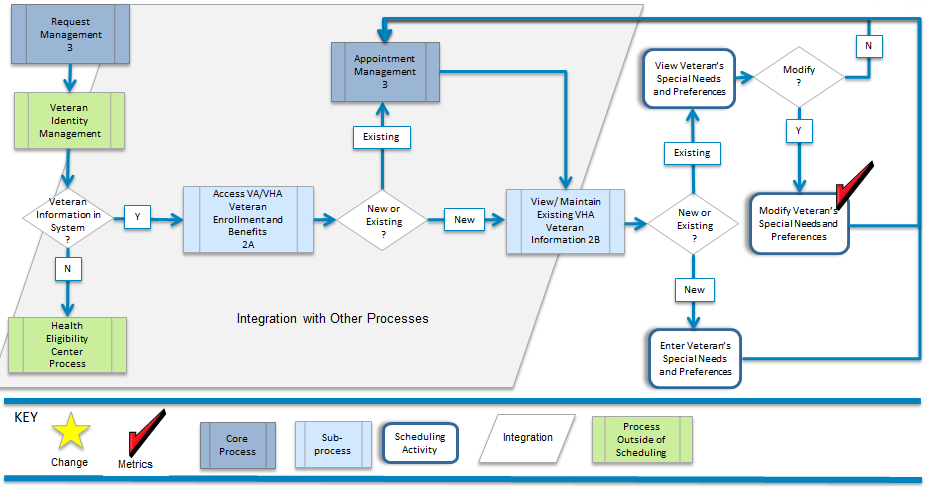 Request
Management
3
Veteran
Identity
Management
Veteran
Information in
System
?
Y
N
Health
Eligibility
Center
Process
Access VA/VHA
Veteran
Enrollment and
Benefits
2A
New or
Existing
?
Existing
New
Appointment
Management
3
View/ Maintain
Existing VHA
Veteran
Information 2B
New or
Existing
?
Existing
New
View Veteran's
Special Needs
and Preferences
Modify
?
N
Y
Modify Veteran's
Special Needs and
Preferences
Enter Veteran's
Special Needs
and Preferences
Integration with Other Processes
KEY
Change
Metrics
Core
Process
Sub-
process
Scheduling
Activity
Integration
Process
Outside of
Scheduling